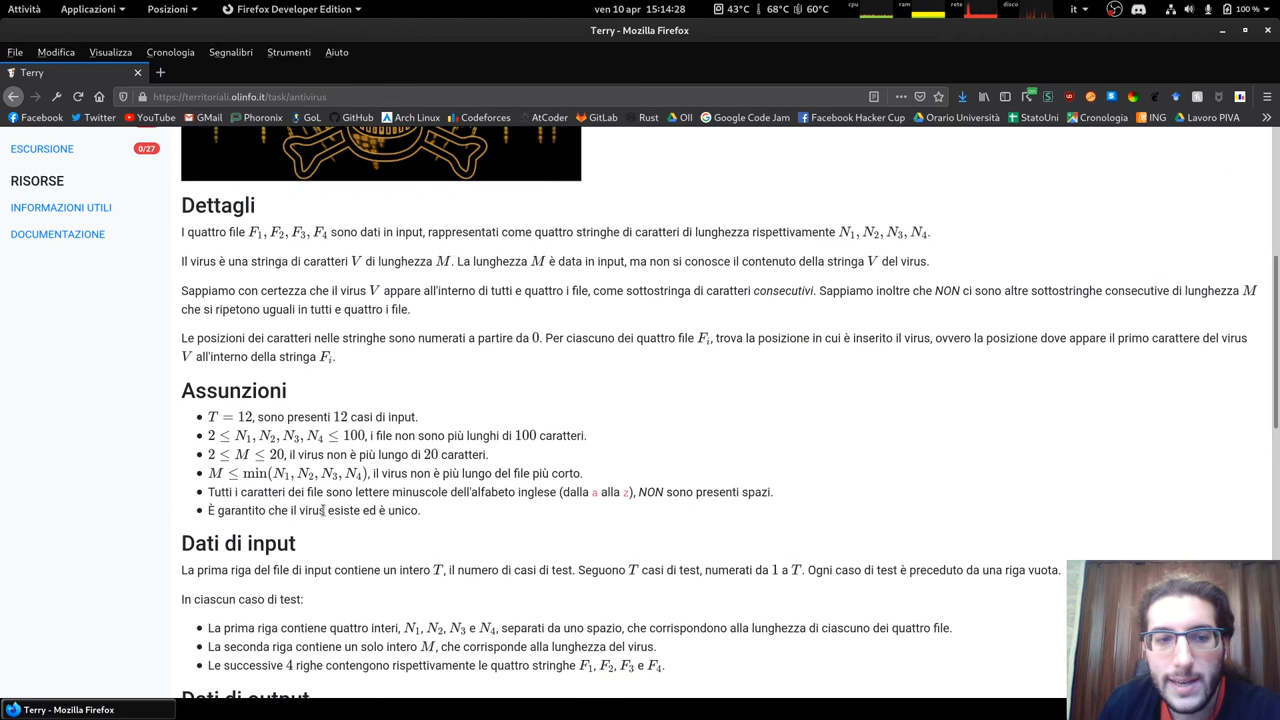 Attività Applicazioni Posizioni Firefox Developer Edition ven 10 apr 15:14:28 43°C 68°C 60°C cpu ram rete disco it 100 %
Terry - Mozilla Firefox
File Modifica Visualizza Cronologia Segnalibri Strumenti Aiuto
Terry
https://territoriali.olinfo.it/task/antivirus
Facebook Twitter YouTube GMail Phoronix GoL GitHub Arch Linux Codeforces AtCoder GitLab Rust OII Google Code Jam Facebook Hacker Cup Orario Università StatoUni Cronologia ING Lavoro PIVA
ESCURSIONE 0/27
RISORSE
INFORMAZIONI UTILI
DOCUMENTAZIONE
Dettagli
I quattro file F1, F2, F3, F4 sono dati in input, rappresentati come quattro stringhe di caratteri di lunghezza rispettivamente N1, N2, N3, N4.
Il virus è una stringa di caratteri V di lunghezza M. La lunghezza M è data in input, ma non si conosce il contenuto della stringa V del virus.
Sappiamo con certezza che il virus V appare all'interno di tutti e quattro i file, come sottostringa di caratteri consecutivi. Sappiamo inoltre che NON ci sono altre sottostringhe consecutive di lunghezza M
che si ripetono uguali in tutti e quattro i file.
Le posizioni dei caratteri nelle stringhe sono numerati a partire da 0. Per ciascuno dei quattro file Fi, trova la posizione in cui è inserito il virus, ovvero la posizione dove appare il primo carattere del virus
V all'interno della stringa Fi.
Assunzioni
• T = 12, sono presenti 12 casi di input.
• 2 ≤ N1, N2, N3, N4 ≤ 100, i file non sono più lunghi di 100 caratteri.
• 2 ≤ M ≤ 20, il virus non è più lungo di 20 caratteri.
• M ≤ min(N1, N2, N3, N4), il virus non è più lungo del file più corto.
• Tutti i caratteri dei file sono lettere minuscole dell'alfabeto inglese (dalla a alla z), NON sono presenti spazi.
• È garantito che il virus esiste ed è unico.
Dati di input
La prima riga del file di input contiene un intero T, il numero di casi di test. Seguono T casi di test, numerati da 1 a T. Ogni caso di test è preceduto da una riga vuota.
In ciascun caso di test:
• La prima riga contiene quattro interi, N1, N2, N3 e N4, separati da uno spazio, che corrispondono alla lunghezza di ciascuno dei quattro file.
• La seconda riga contiene un solo intero M, che corrisponde alla lunghezza del virus.
• Le successive 4 righe contengono rispettivamente le quattro stringhe F1, F2, F3 e F4.
Dati di output
Terry - Mozilla Firefox